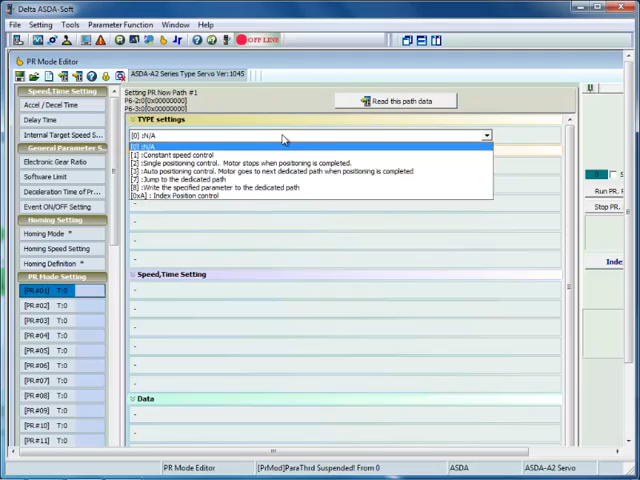 Delta ASDA-Soft
File Setting Tools Parameter Function Window Help
OFF LINE
PR Mode Editor
ASDA-A2 Series Type Servo Ver:1045
Speed,Time Setting
Accel / Decel Time
Delay Time
Internal Target Speed S...
General Parameter S...
Electronic Gear Ratio
Software Limit
Deceleration Time of Pr...
Event ON/OFF Setting
Homing Setting
Homing Mode *
Homing Speed Setting
Homing Definition *
PR Mode Setting
[PR#01] T:0
[PR#02] T:0
[PR#03] T:0
[PR#04] T:0
[PR#05] T:0
[PR#06] T:0
[PR#07] T:0
[PR#08] T:0
[PR#09] T:0
[PR#10] T:0
[PR#11] T:0
Setting PR Now Path #1
P6-2:0[0x00000000]
P6-3:0[0x00000000]
Read this path data
TYPE settings
[0] :N/A
[0] :N/A
[1] :Constant speed control
[2] :Single positioning control. Motor stops when positioning is completed.
[3] :Auto positioning control. Motor goes to next dedicated path when positioning is completed
[7] :Jump to the dedicated path
[8] :Write the specified parameter to the dedicated path
[0xA] : Index Position control
Speed,Time Setting
Data
0
Run PR.
Stop PR.
Index
PR Mode Editor
[PrMod]ParaThrd Suspended! From 0
ASDA
ASDA-A2 Servo